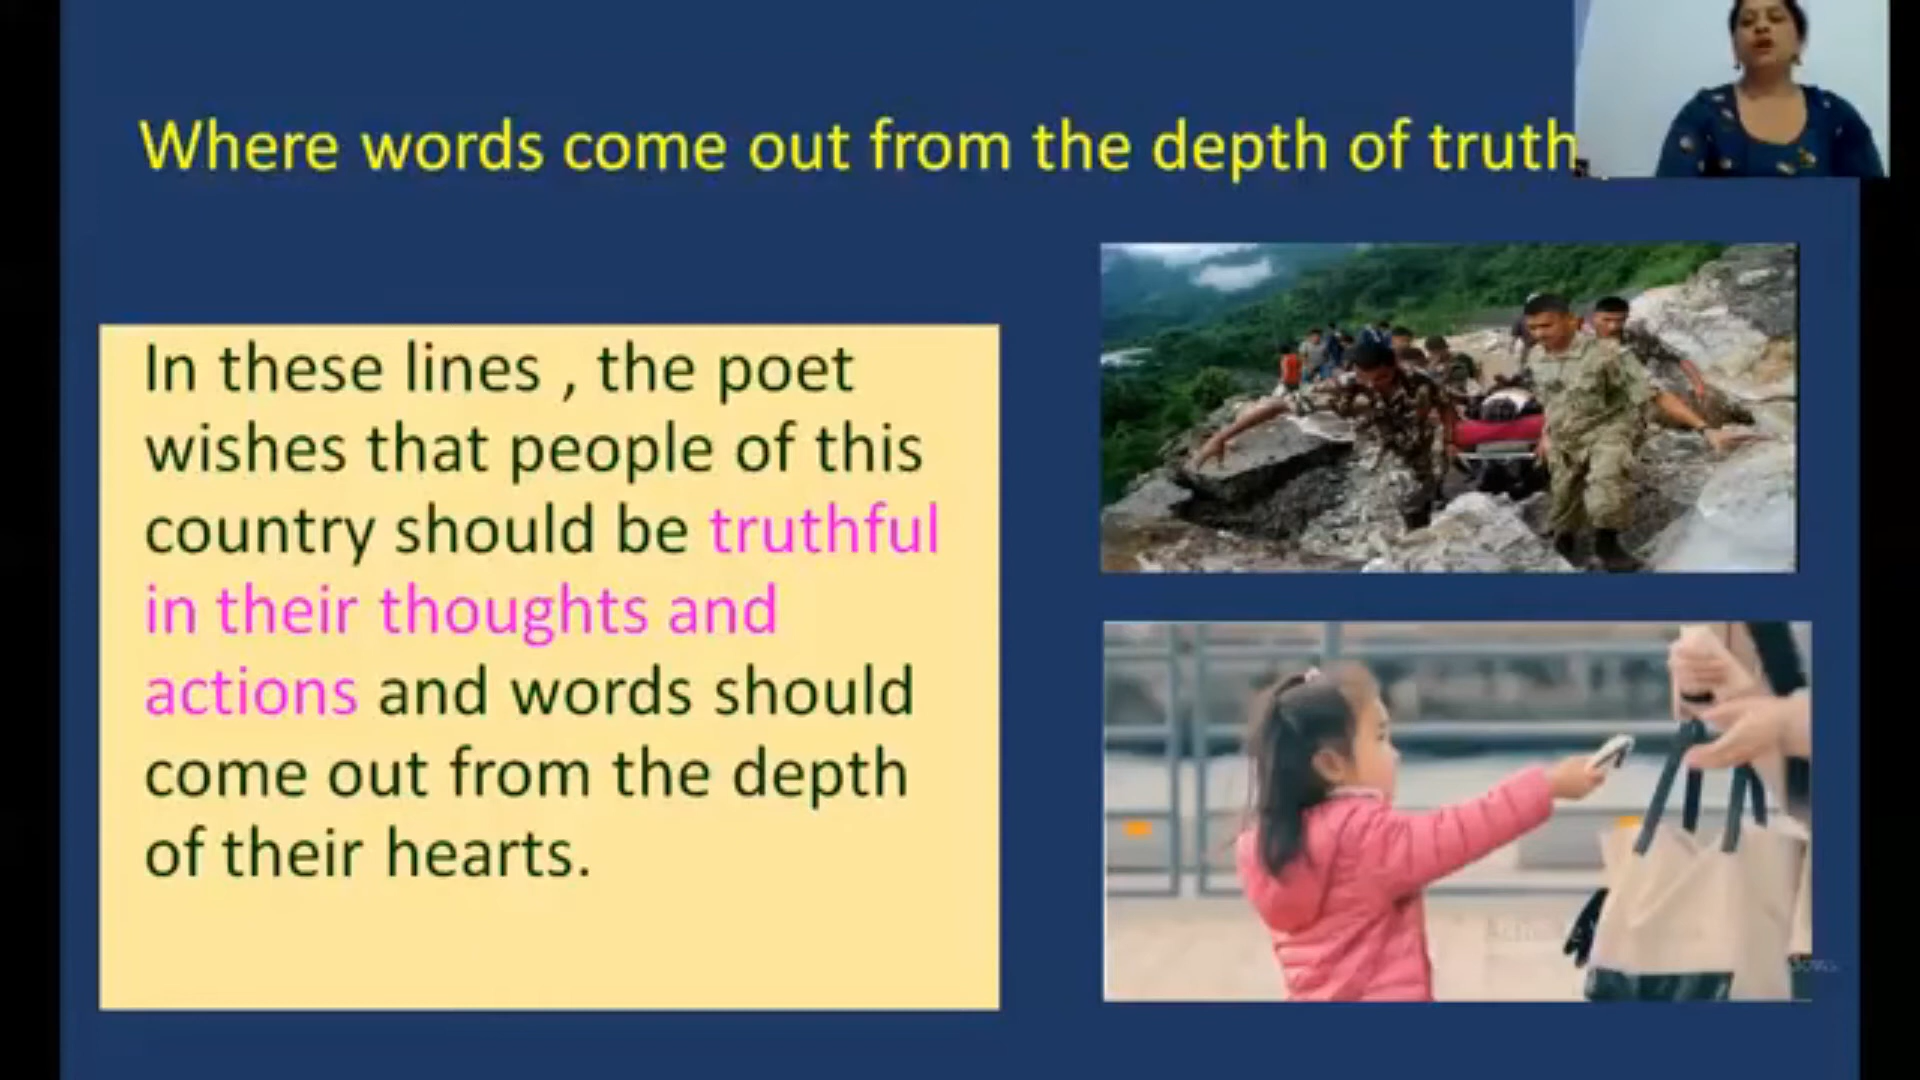 Where words come out from the depth of truth
In these lines , the poet
wishes that people of this
country should be truthful
in their thoughts and
actions and words should
come out from the depth
of their hearts.